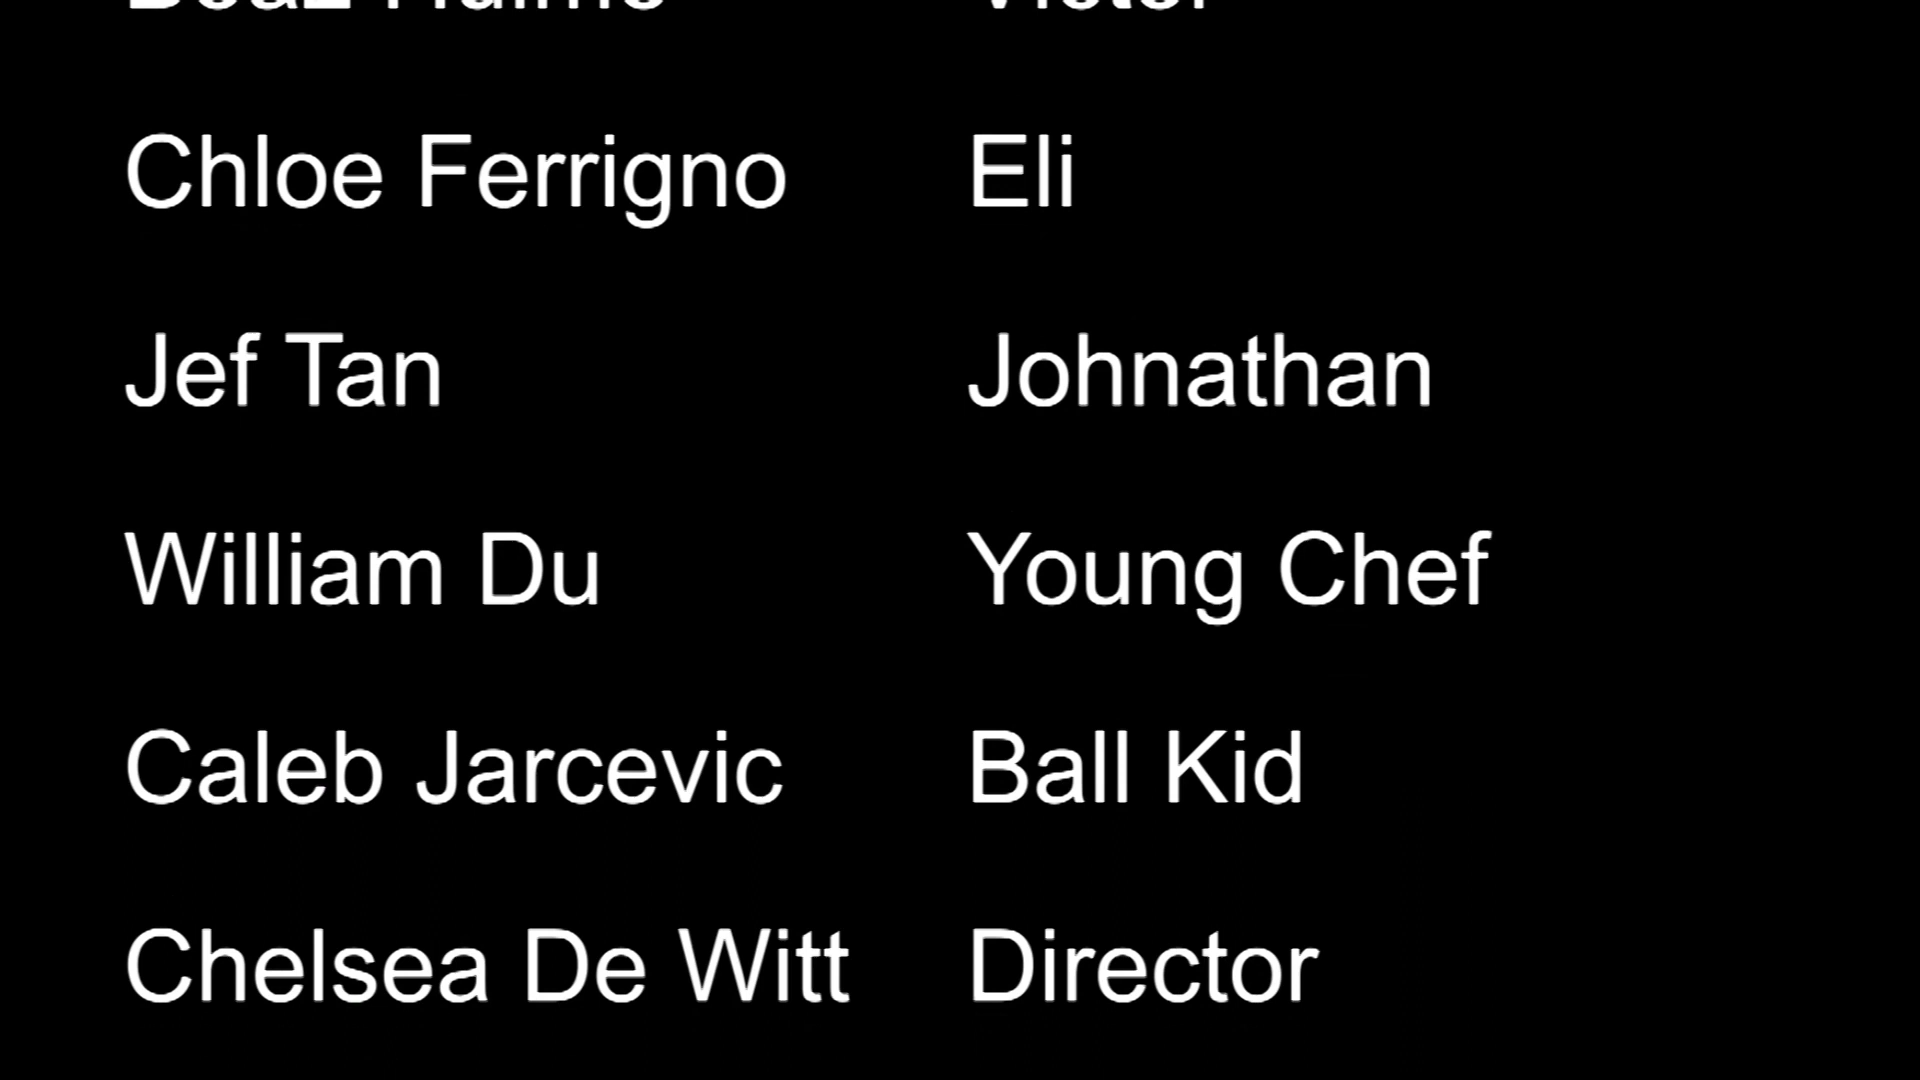 Chloe Ferrigno Eli
Jef Tan Johnathan
William Du Young Chef
Caleb Jarcevic Ball Kid
Chelsea De Witt Director